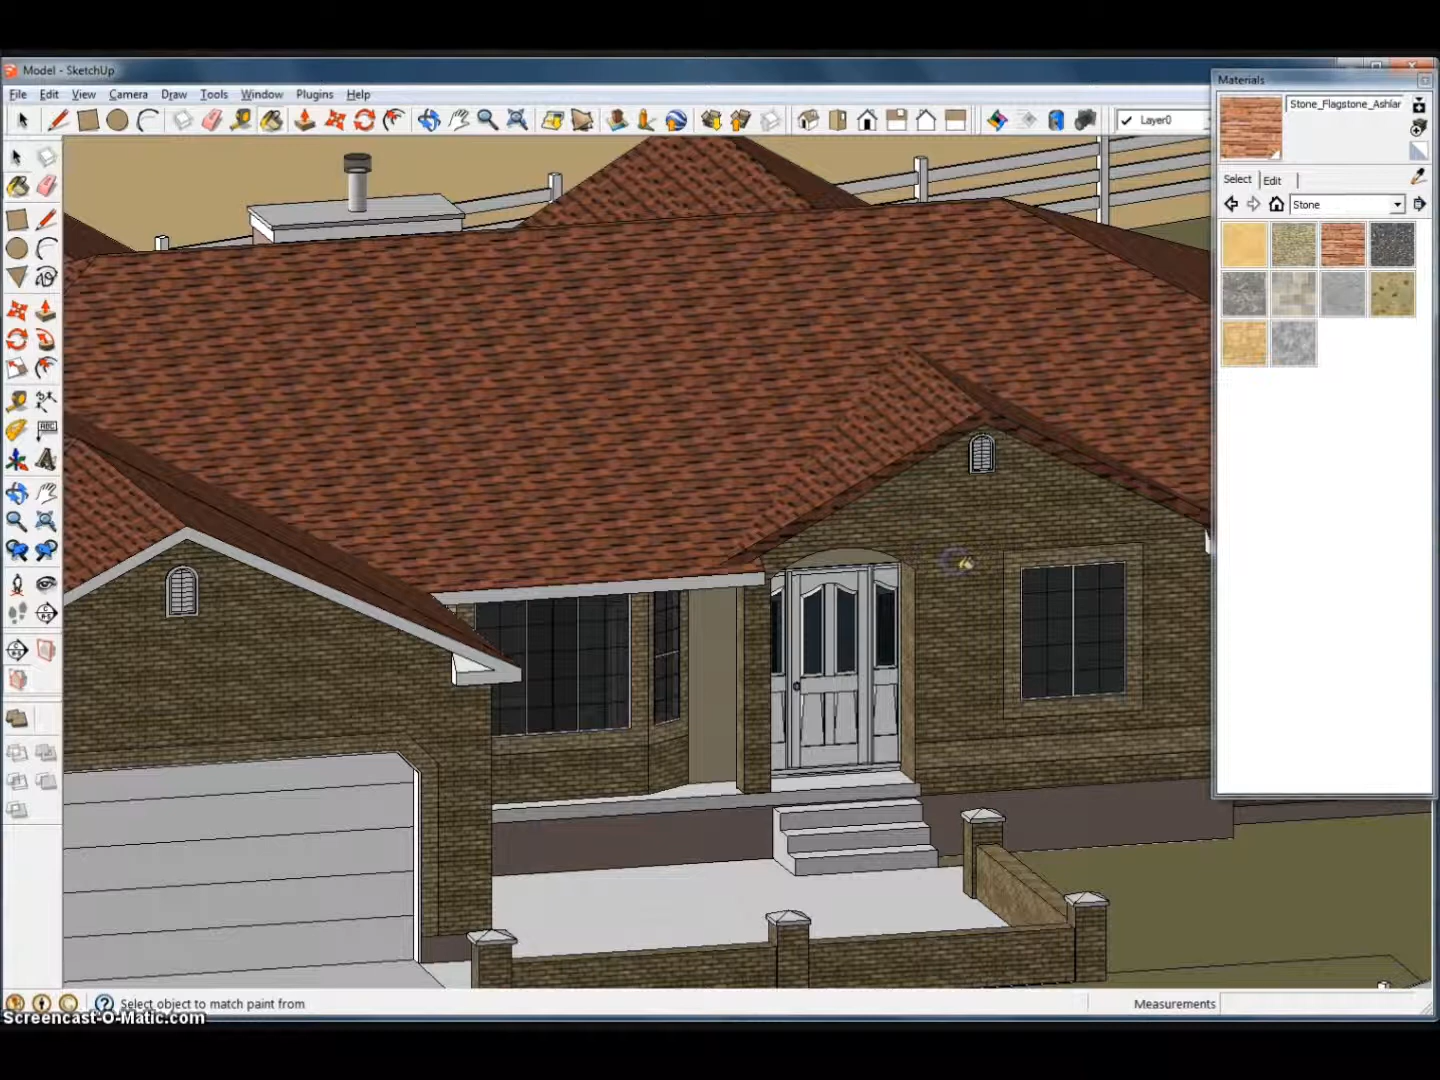 Model - SketchUp
File Edit View Camera Draw Tools Window Plugins Help
Layer0
Materials
Stone_Flagstone_Ashlar
Select Edit
Stone
ABC
Select object to match paint from
Measurements
Screencast-O-Matic.com